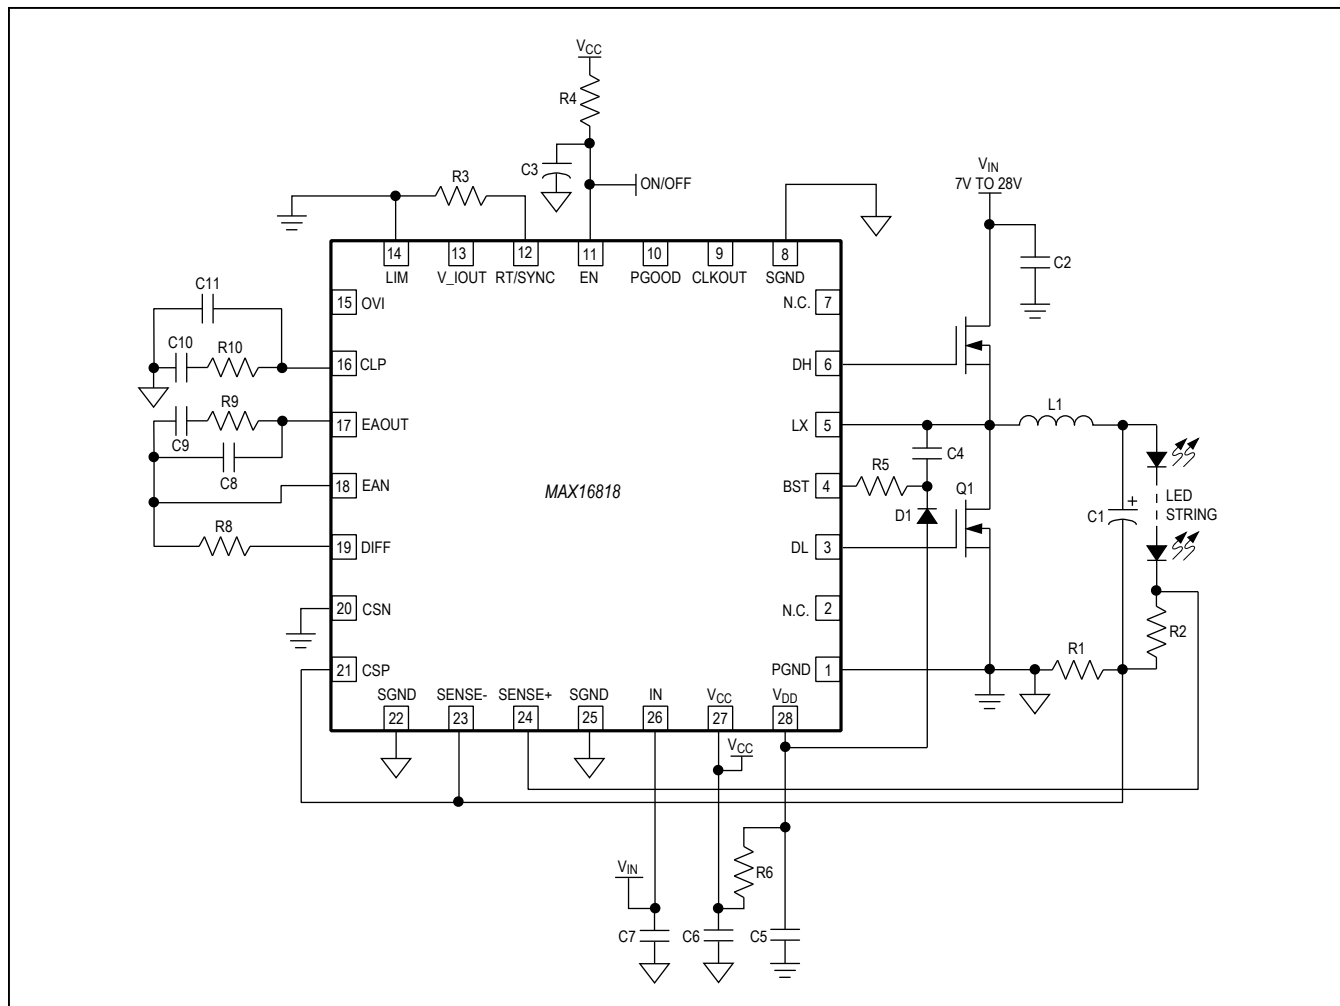 VCC
R4
C3
ON/OFF
R3
VIN
7V TO 28V
C2
14 13 12 11 10 9 8
LIM V_IOUT RT/SYNC EN PGOOD CLKOUT SGND
C11
15 OVI
N.C. 7
C10 R10
16 CLP
DH 6
R9
C9
17 EAOUT
LX 5
L1
C8
C4
R5
18 EAN
MAX16818
BST 4
Q1
D1
C1
+
LED
STRING
R8
19 DIFF
DL 3
20 CSN
N.C. 2
R2
21 CSP
PGND 1
R1
SGND SENSE- SENSE+ SGND IN VCC VDD
22 23 24 25 26 27 28
VCC
VIN
R6
C7
C6
C5